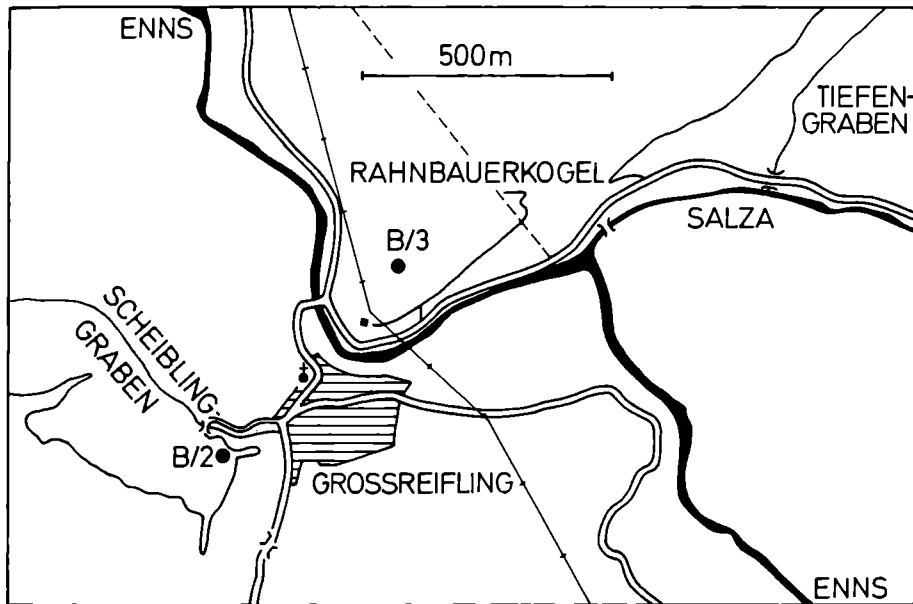 ENNS
500m
TIEFEN-
GRABEN
RAHNBAUERKOGEL
SALZA
B/3
SCHEIBLING-
GRABEN
B/2
GROSSREIFLING
ENNS